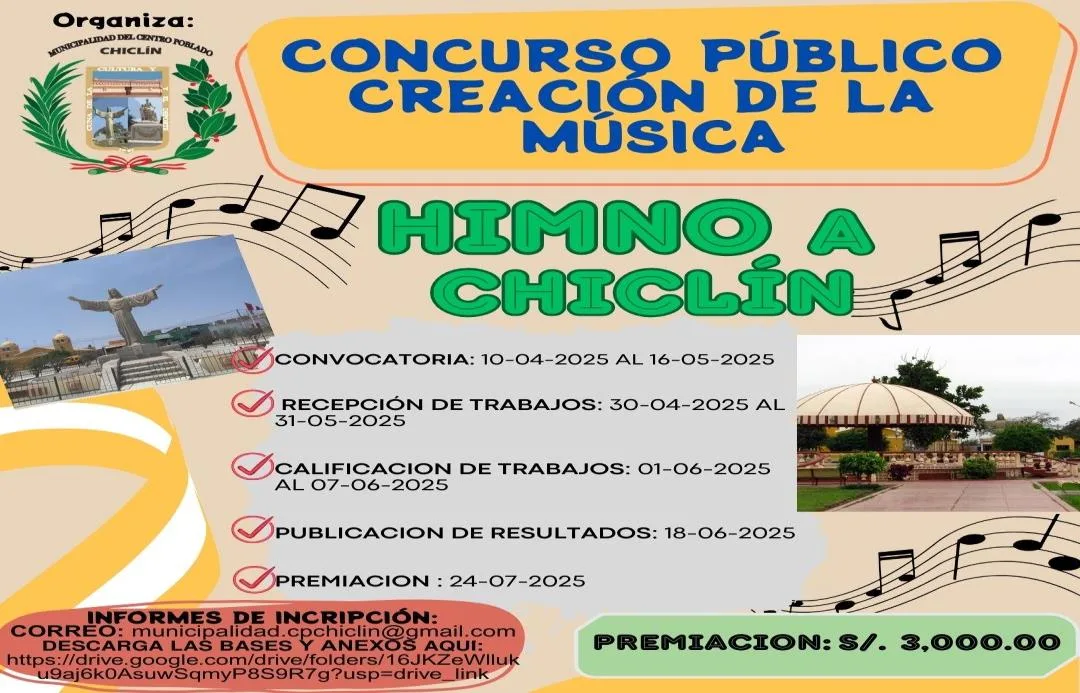 Organiza:
MUNICIPALIDAD DEL CENTRO POBLADO
CHICLÍN
CULTURA Y
CONCURSO PÚBLICO
CREACIÓN DE LA
MÚSICA
HIMNO A
CHICLÍN
CONVOCATORIA: 10-04-2025 AL 16-05-2025
RECEPCIÓN DE TRABAJOS: 30-04-2025 AL
31-05-2025
CALIFICACION DE TRABAJOS: 01-06-2025
AL 07-06-2025
PUBLICACION DE RESULTADOS: 18-06-2025
PREMIACION : 24-07-2025
INFORMES DE INCRIPCIÓN:
CORREO: municipalidad.cpchiclin@gmail.com
DESCARGA LAS BASES Y ANEXOS AQUÍ:
https://drive.google.com/drive/folders/16JKZeWlluk
u9aj6k0AsuwSqmyP8S9R7g?usp=drive_link
PREMIACION: S/. 3,000.00